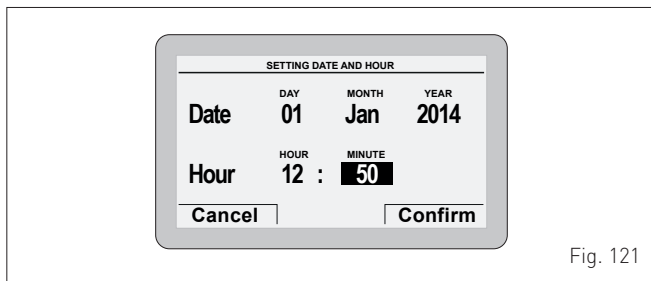 SETTING DATE AND HOUR
DAY MONTH YEAR
Date 01 Jan 2014
HOUR MINUTE
Hour 12 : 50
Cancel Confirm
Fig. 121